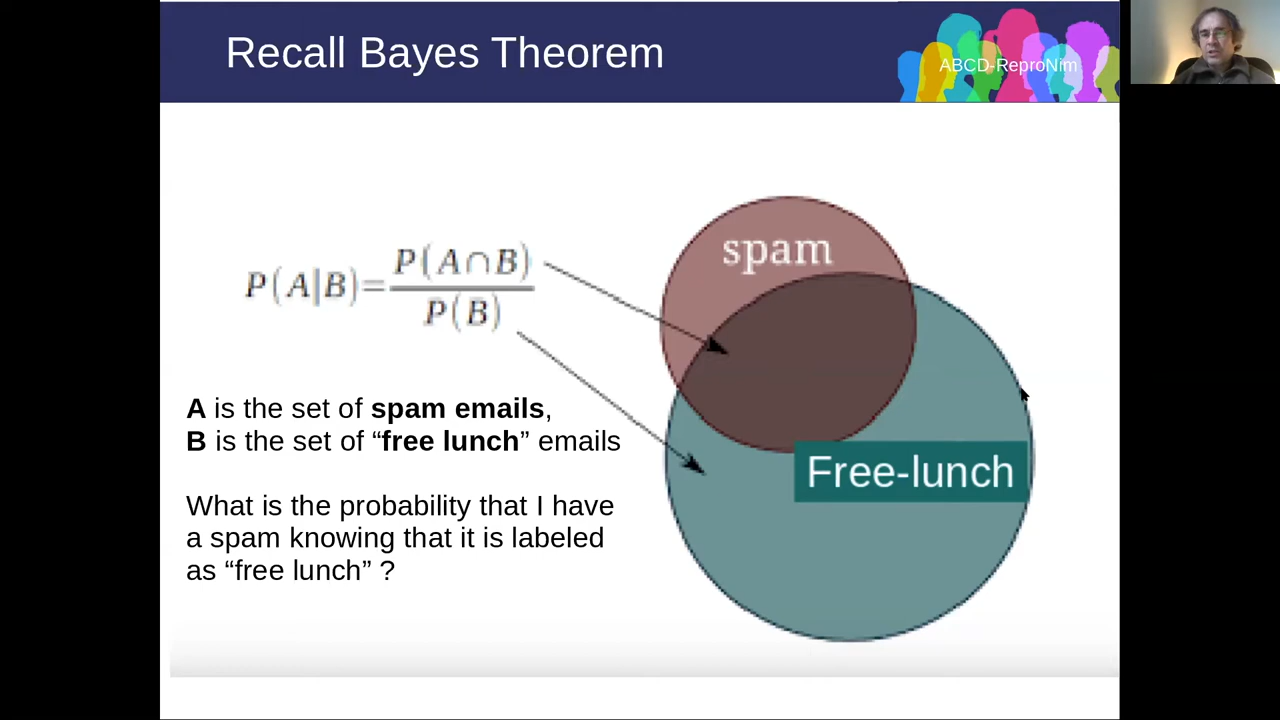 Recall Bayes Theorem
ABCD-ReproNim
spam
P(A|B)=P(A∩B)/P(B)
A is the set of spam emails,
B is the set of “free lunch” emails
Free-lunch
What is the probability that I have
a spam knowing that it is labeled
as “free lunch” ?